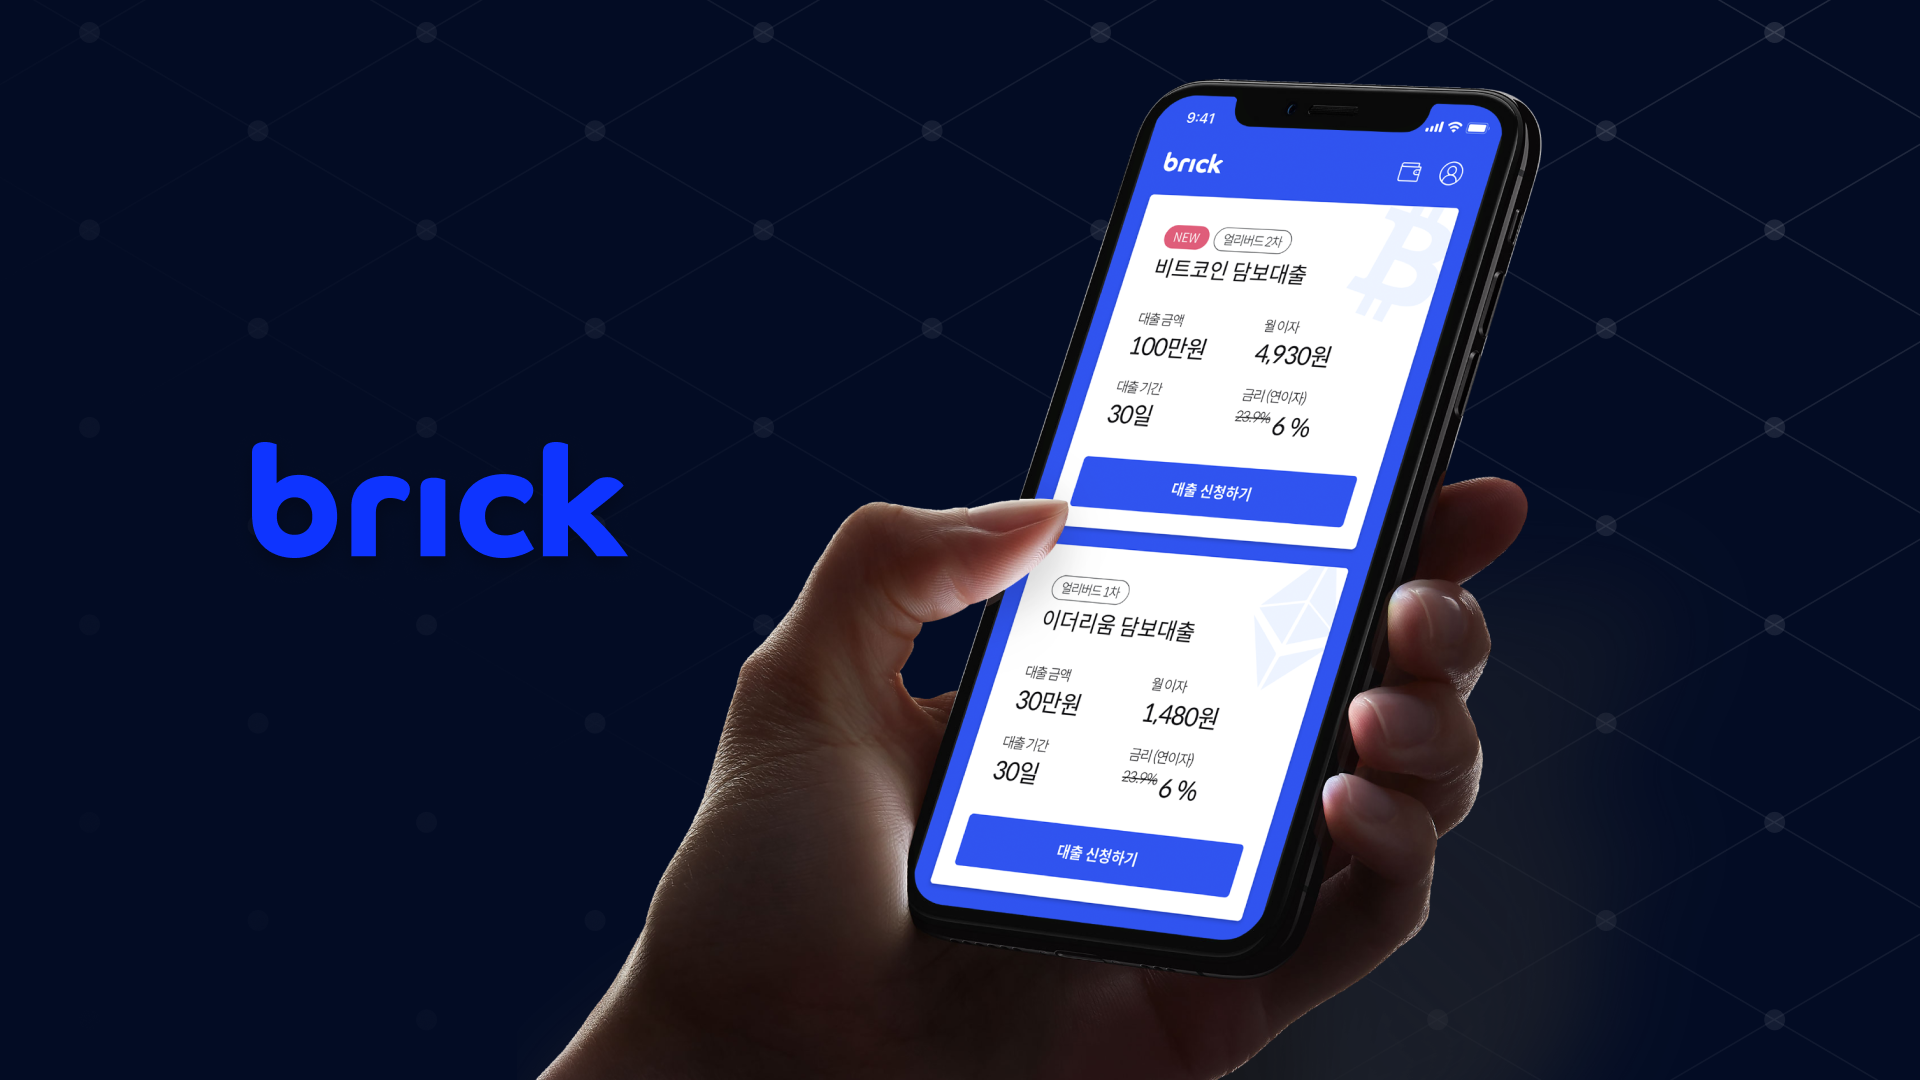 brick
9:41
brick
NEW 얼리버드 2차
비트코인 담보대출
대출 금액 월 이자
100만원 4,930원
대출 기간 금리 (연이자)
30일 23.9% 6 %
대출 신청하기
얼리버드 1차
이더리움 담보대출
대출 금액 월 이자
30만원 1,480원
대출 기간 금리 (연이자)
30일 23.9% 6 %
대출 신청하기